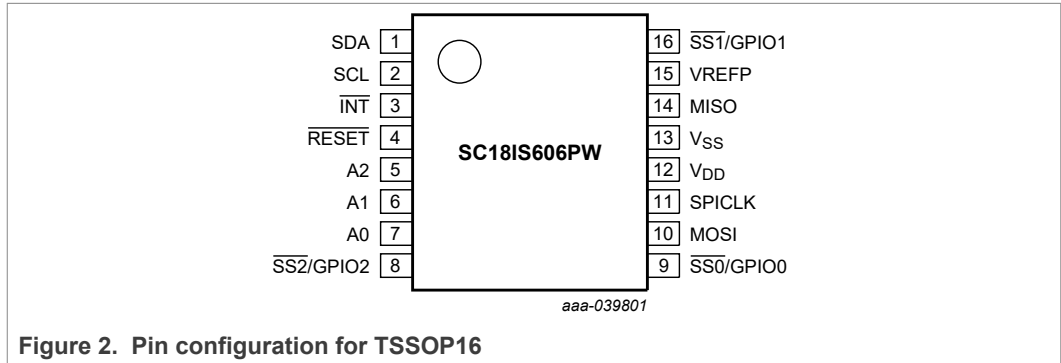 SDA 1
SCL 2
INT 3
RESET 4
A2 5
A1 6
A0 7
SS2/GPIO2 8
SC18IS606PW
16 SS1/GPIO1
15 VREFP
14 MISO
13 VSS
12 VDD
11 SPICLK
10 MOSI
9 SS0/GPIO0
aaa-039801
Figure 2. Pin configuration for TSSOP16